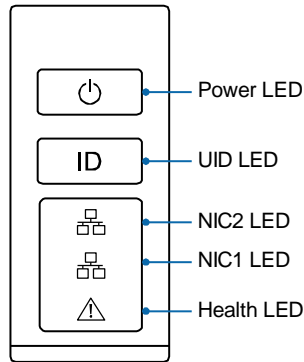 Power LED
ID
UID LED
NIC2 LED
NIC1 LED
Health LED